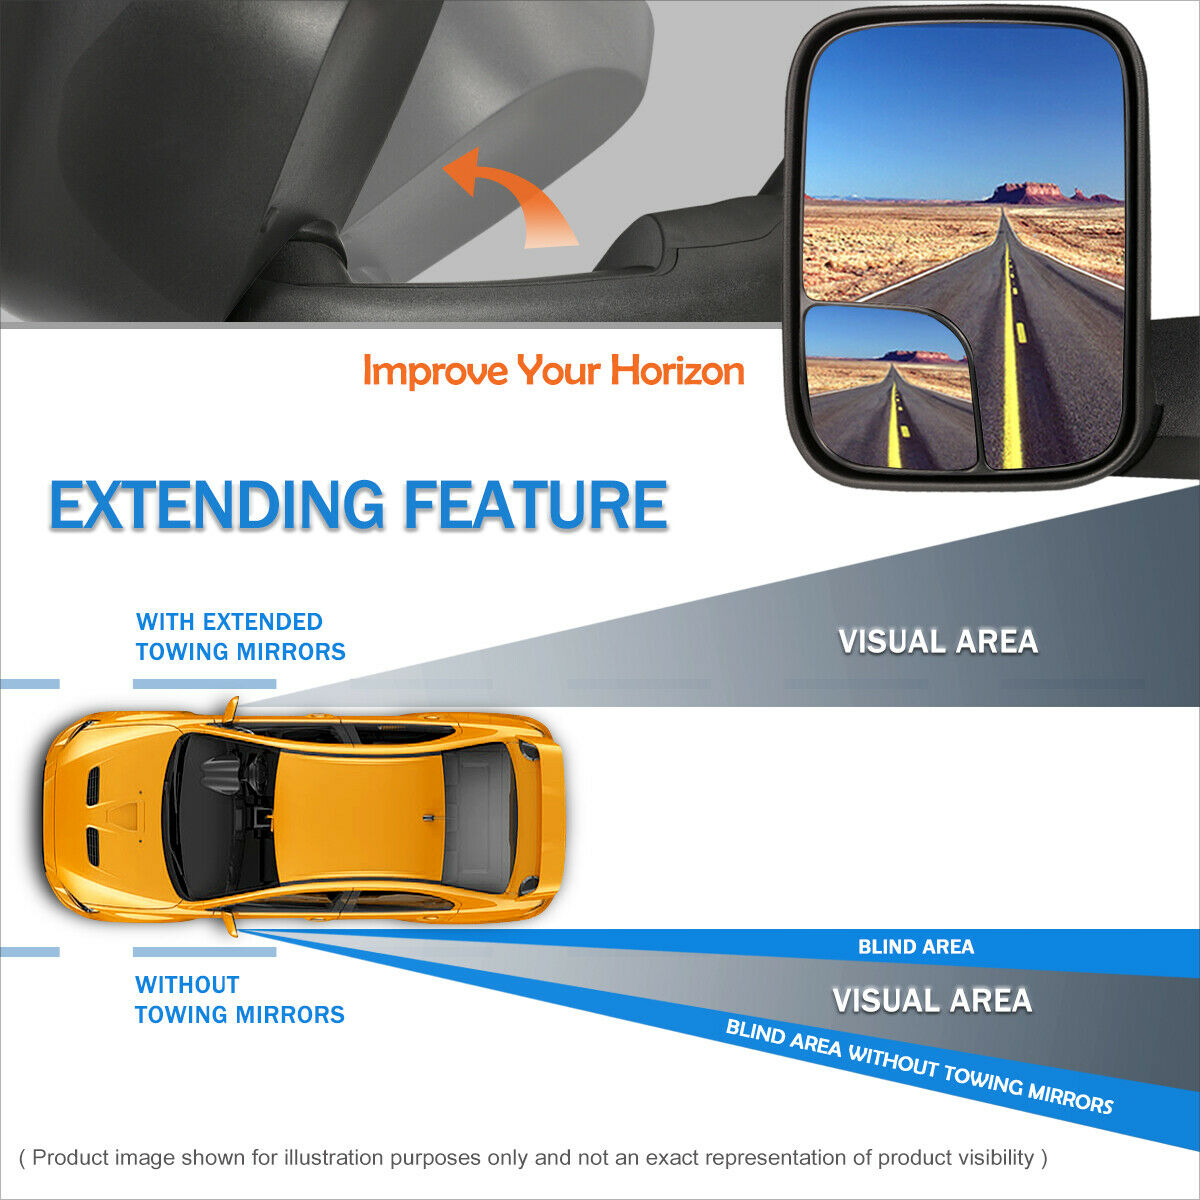 Improve Your Horizon
EXTENDING FEATURE
WITH EXTENDED
TOWING MIRRORS
VISUAL AREA
BLIND AREA
WITHOUT
TOWING MIRRORS
VISUAL AREA
BLIND AREA WITHOUT TOWING MIRRORS
( Product image shown for illustration purposes only and not an exact representation of product visibility )